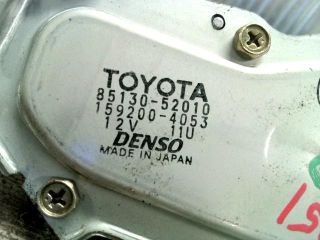 TOYOTA
85130-52010
159200-4053
12V 11U
DENSO
MADE IN JAPAN